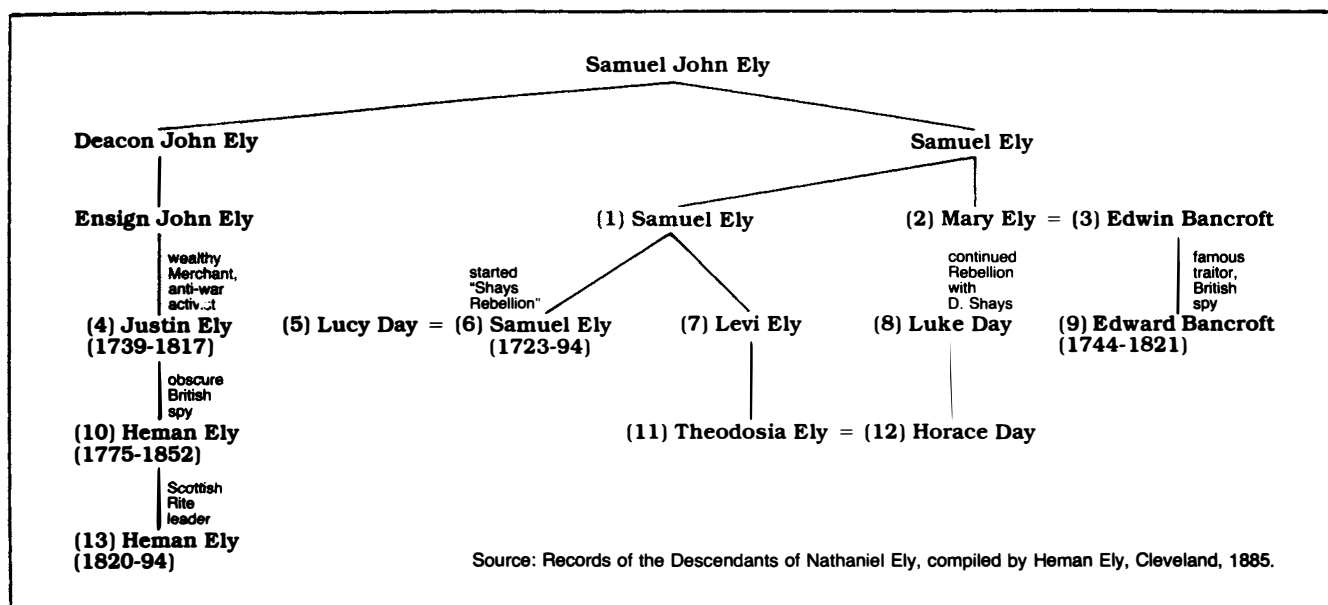 Samuel John Ely
Deacon John Ely
Samuel Ely
Ensign John Ely
(1) Samuel Ely
(2) Mary Ely = (3) Edwin Bancroft
wealthy
Merchant,
anti-war
activist
started
"Shays
Rebellion"
continued
Rebellion
with
D. Shays
famous
traitor,
British
spy
(4) Justin Ely
(1739-1817)
(5) Lucy Day = (6) Samuel Ely
(1723-94)
(7) Levi Ely
(8) Luke Day
(9) Edward Bancroft
(1744-1821)
obscure
British
spy
(10) Heman Ely
(1775-1852)
(11) Theodosia Ely = (12) Horace Day
Scottish
Rite
leader
(13) Heman Ely
(1820-94)
Source: Records of the Descendants of Nathaniel Ely, compiled by Heman Ely, Cleveland, 1885.